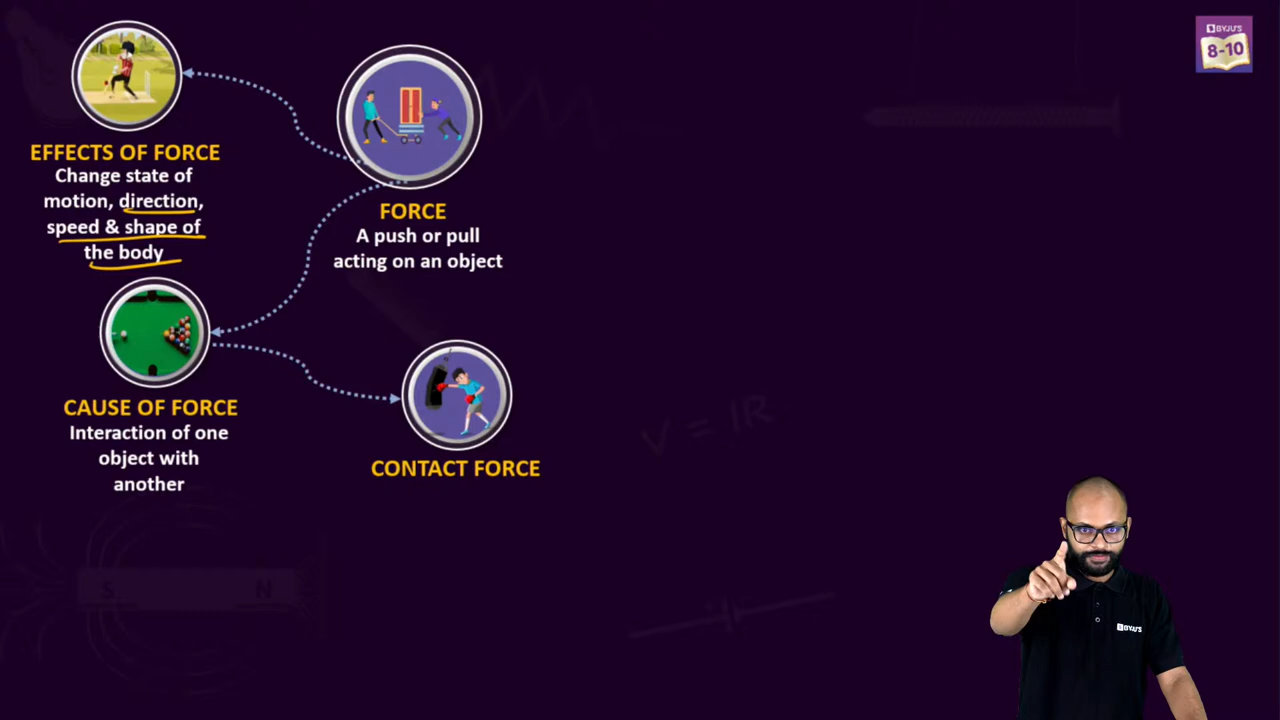 BYJU'S
8-10
EFFECTS OF FORCE
Change state of
motion, direction,
speed & shape of
the body
FORCE
A push or pull
acting on an object
CAUSE OF FORCE
Interaction of one
object with
another
CONTACT FORCE
V = IR
S N
BYJU'S